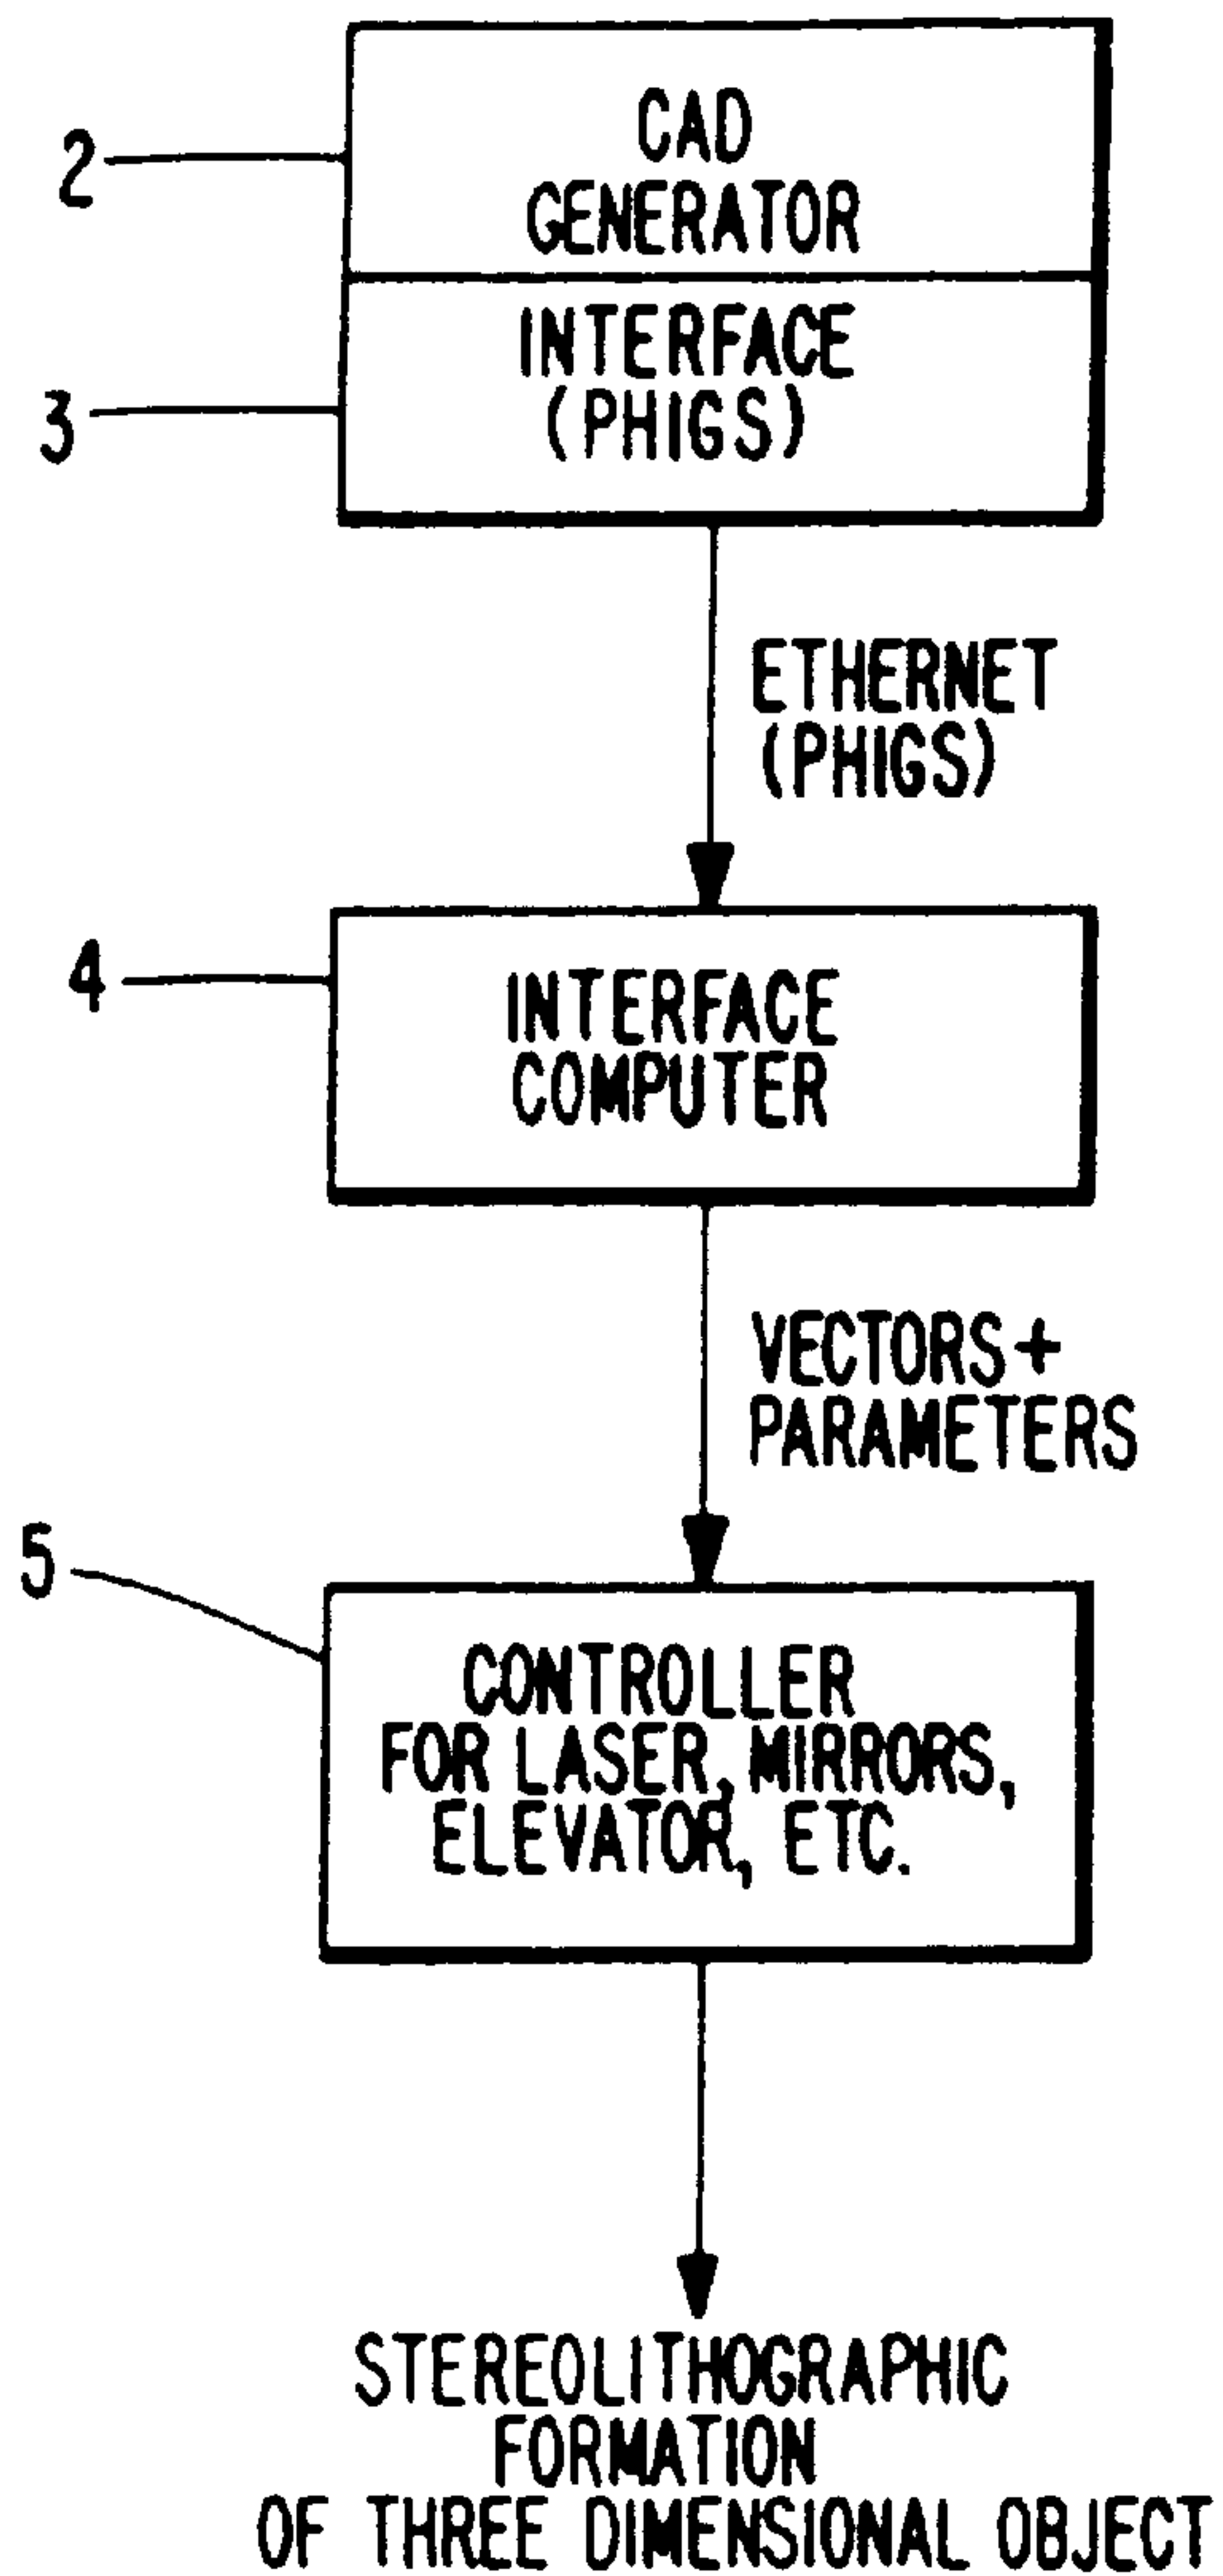 2
CAD
GENERATOR
3
INTERFACE
(PHIGS)
ETHERNET
(PHIGS)
4
INTERFACE
COMPUTER
VECTORS+
PARAMETERS
5
CONTROLLER
FOR LASER, MIRRORS,
ELEVATOR, ETC.
STEREOLITHOGRAPHIC
FORMATION
OF THREE DIMENSIONAL OBJECT